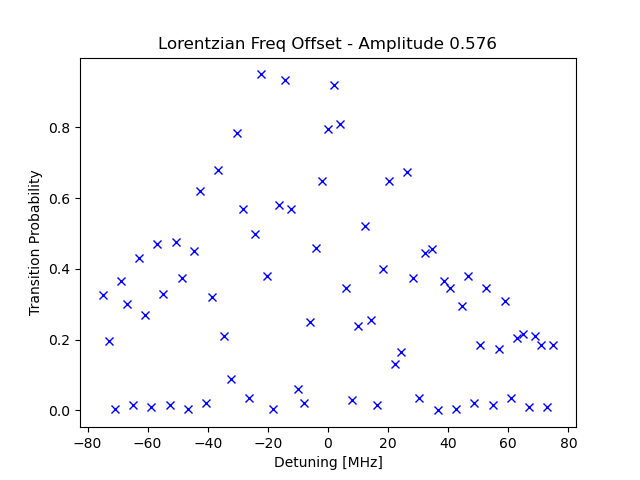 Lorentzian Freq Offset - Amplitude 0.576
Transition Probability
0.8
0.6
0.4
0.2
0.0
−80 −60 −40 −20 0 20 40 60 80
Detuning [MHz]